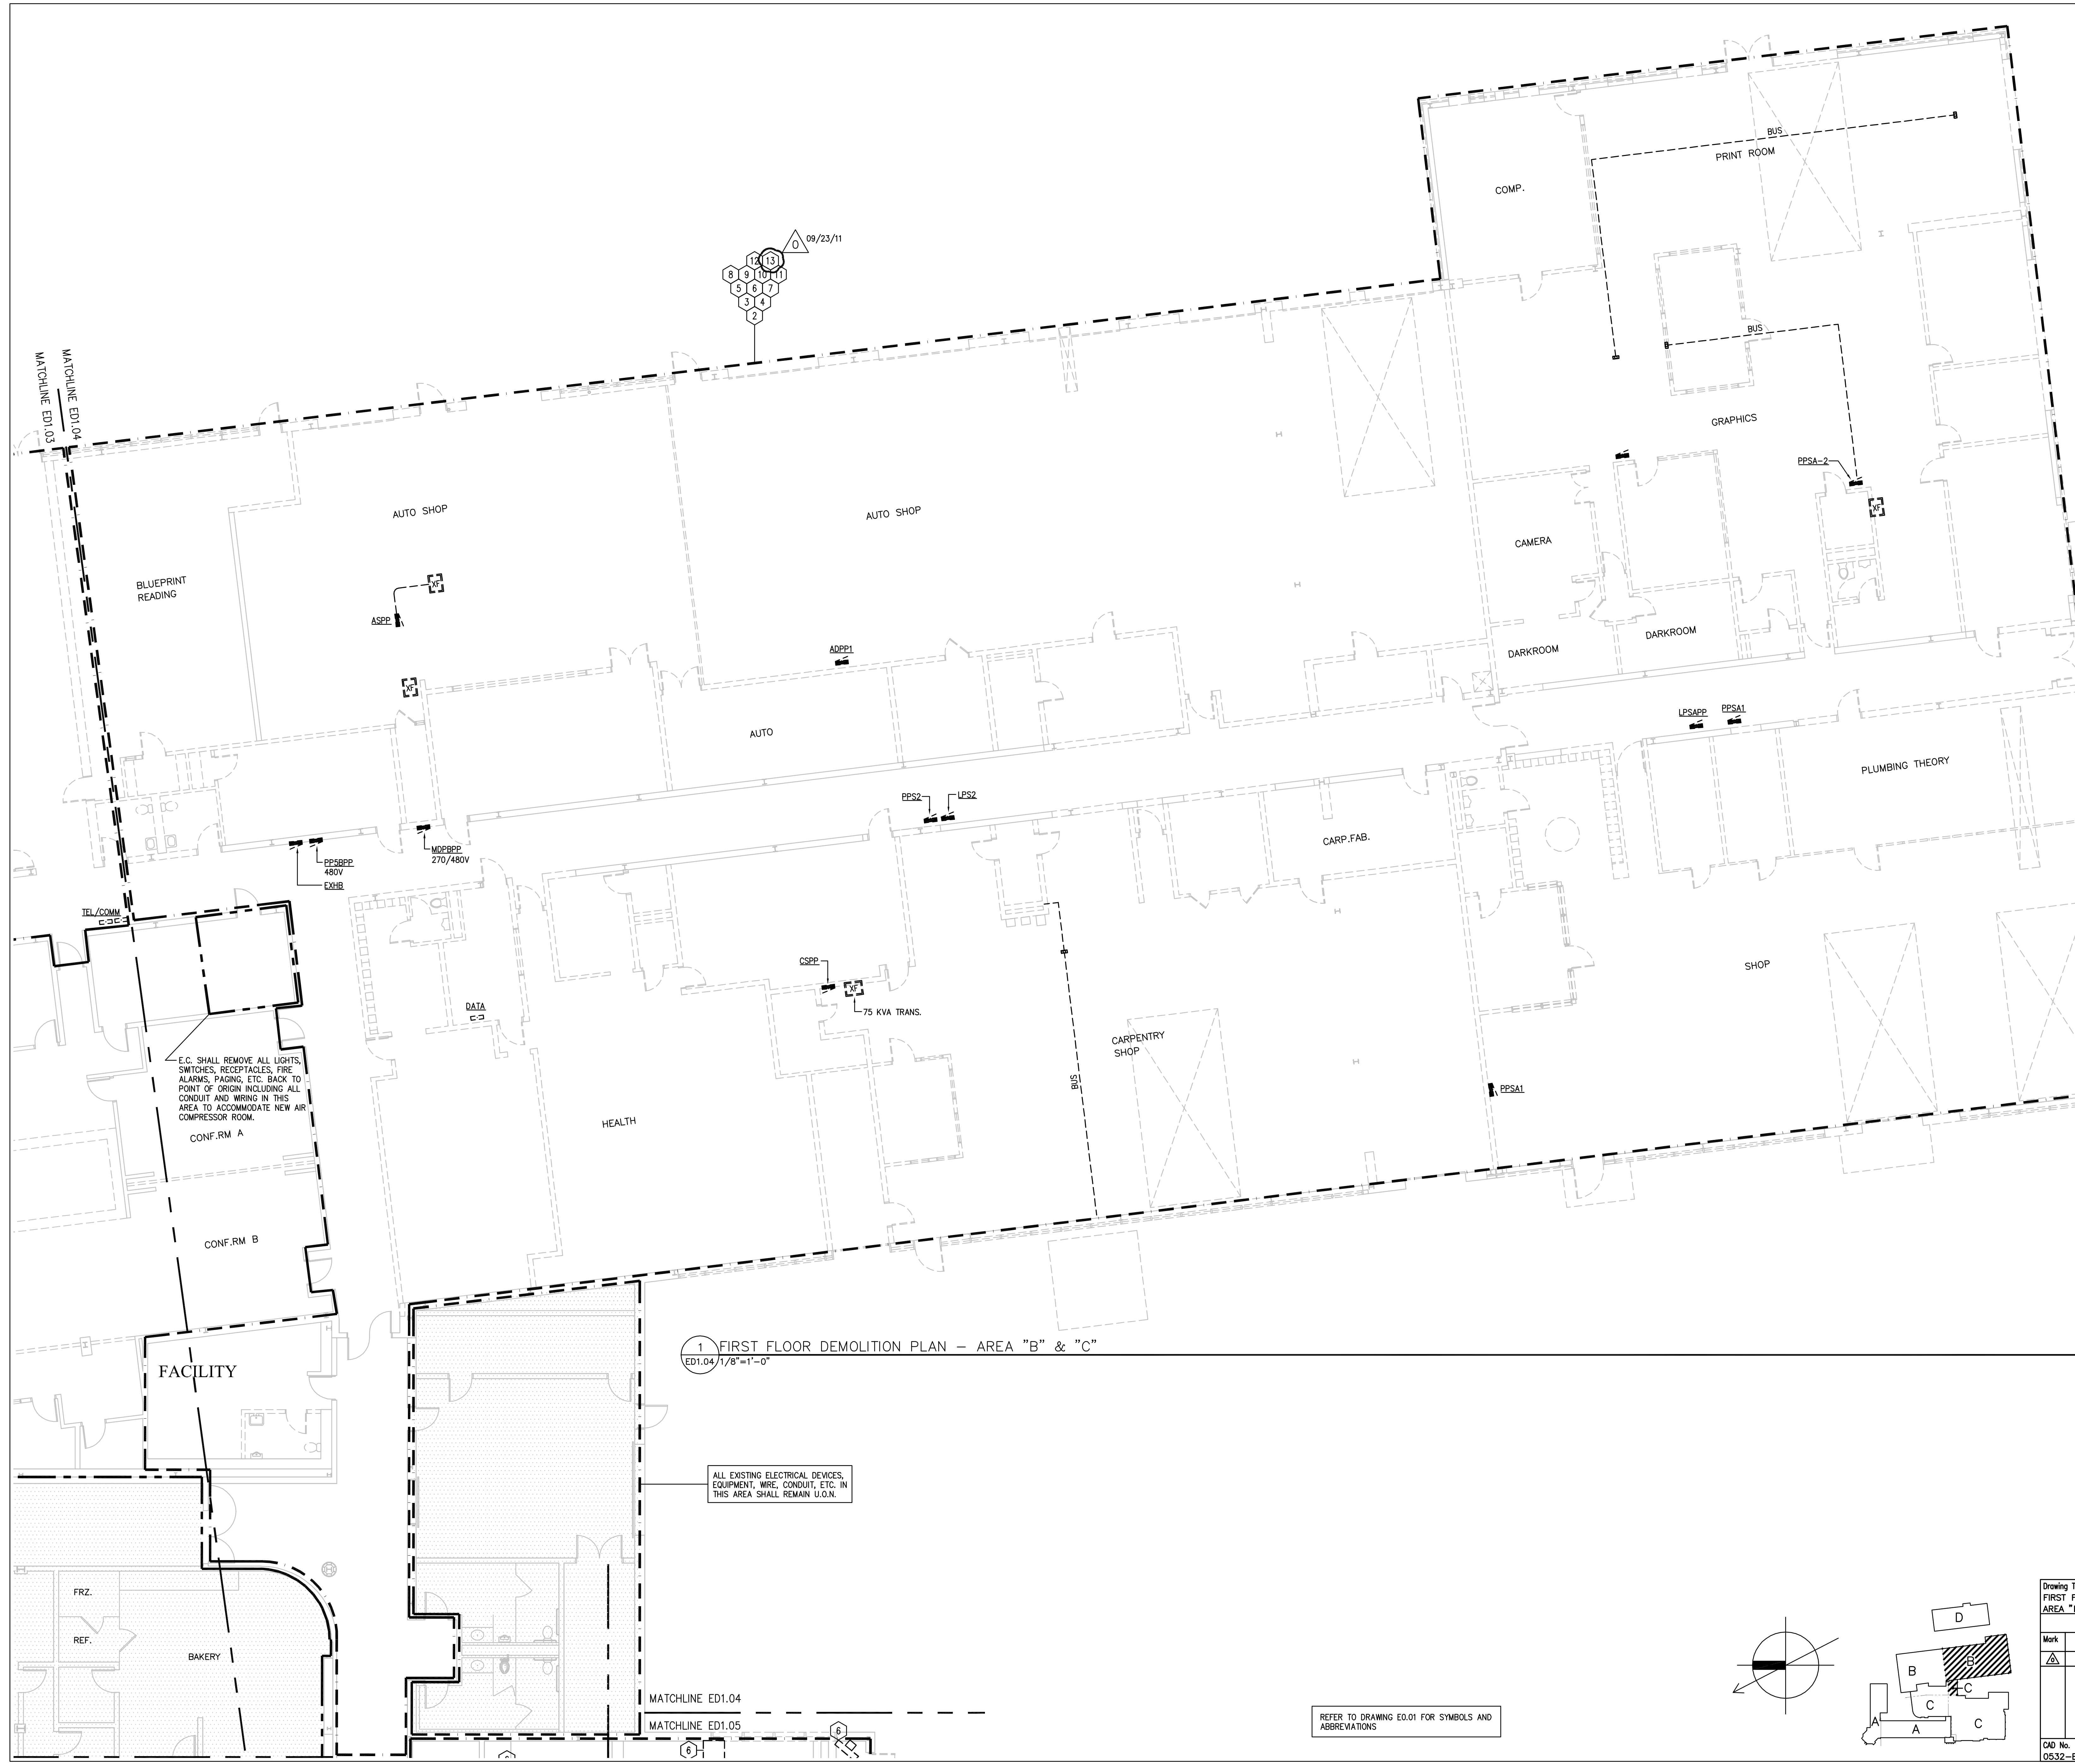 BUS
PRINT ROOM
COMP.
0
09/23/11
12 13
8 9 10 11
5 6 7
3 4
2
BUS
MATCHLINE ED1.03
MATCHLINE ED1.04
GRAPHICS
PPSA-2
XF
AUTO SHOP
AUTO SHOP
CAMERA
BLUEPRINT
READING
XF
ASPP
DARKROOM
DARKROOM
ADPP1
XF
LPSAPP
PPSA1
AUTO
PLUMBING THEORY
PPS2
LPS2
CARP.FAB.
MDPBPP
270/480V
PP5BPP
480V
EXHB
TEL/COMM
CSPP
XF
75 KVA TRANS.
SHOP
DATA
CARPENTRY
SHOP
BUS
PPSA1
E.C. SHALL REMOVE ALL LIGHTS,
SWITCHES, RECEPTACLES, FIRE
ALARMS, PAGING, ETC. BACK TO
POINT OF ORIGIN INCLUDING ALL
CONDUIT AND WIRING IN THIS
AREA TO ACCOMMODATE NEW AIR
COMPRESSOR ROOM.
CONF.RM A
HEALTH
CONF.RM B
1
ED1.04
FIRST FLOOR DEMOLITION PLAN - AREA "B" & "C"
1/8"=1'-0"
FACILITY
ALL EXISTING ELECTRICAL DEVICES,
EQUIPMENT, WIRE, CONDUIT, ETC. IN
THIS AREA SHALL REMAIN U.O.N.
FRZ.
REF.
BAKERY
MATCHLINE ED1.04
MATCHLINE ED1.05
6
6
REFER TO DRAWING E0.01 FOR SYMBOLS AND
ABBREVIATIONS
D
B
B
C
C
A
A
C
Drawing T
FIRST F
AREA "
Mark
0
CAD No.
0532-E